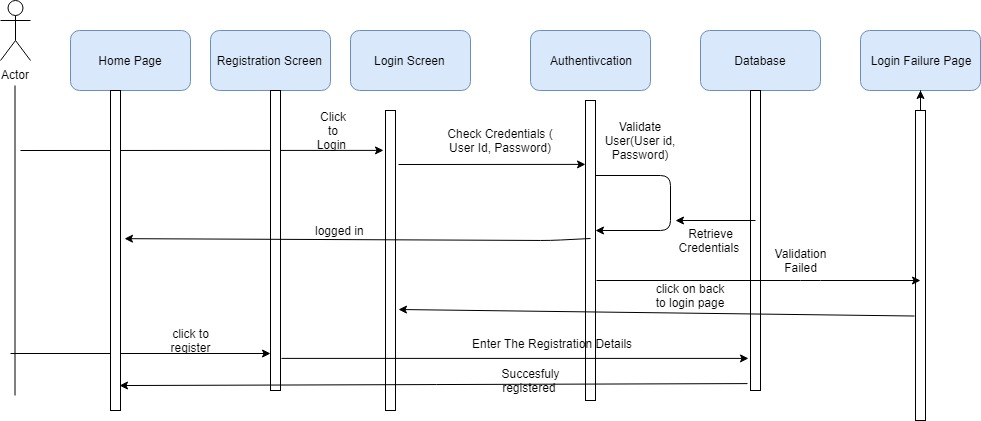 Actor
Home Page
Registration Screen
Login Screen
Authentivcation
Database
Login Failure Page
Click
to
Login
Check Credentials (
User Id, Password)
Validate
User(User id,
Password)
Retrieve
Credentials
logged in
Validation
Failed
click on back
to login page
click to
register
Enter The Registration Details
Succesfuly
registered